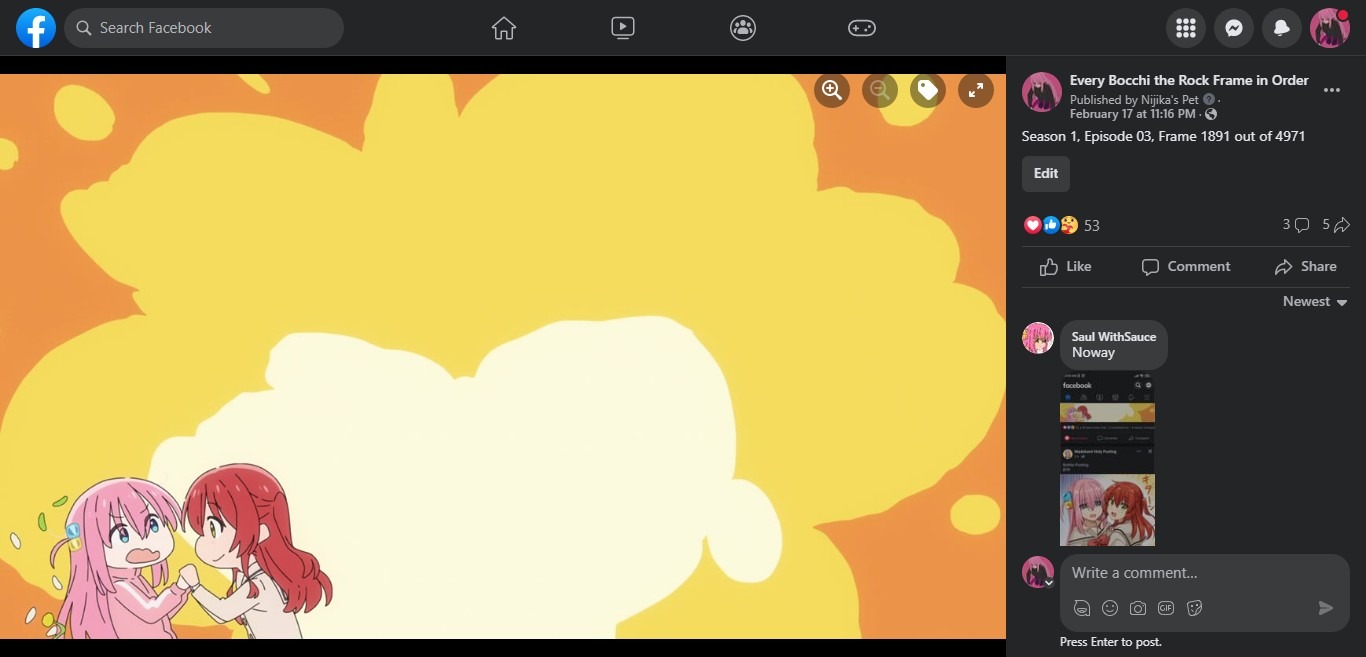 Search Facebook
Every Bocchi the Rock Frame in Order
Published by Nijika's Pet
February 17 at 11:16 PM ·
Season 1, Episode 03, Frame 1891 out of 4971
Edit
53
3
5
Like
Comment
Share
Newest
Saul WithSauce
Noway
facebook
Write a comment...
GIF
Press Enter to post.